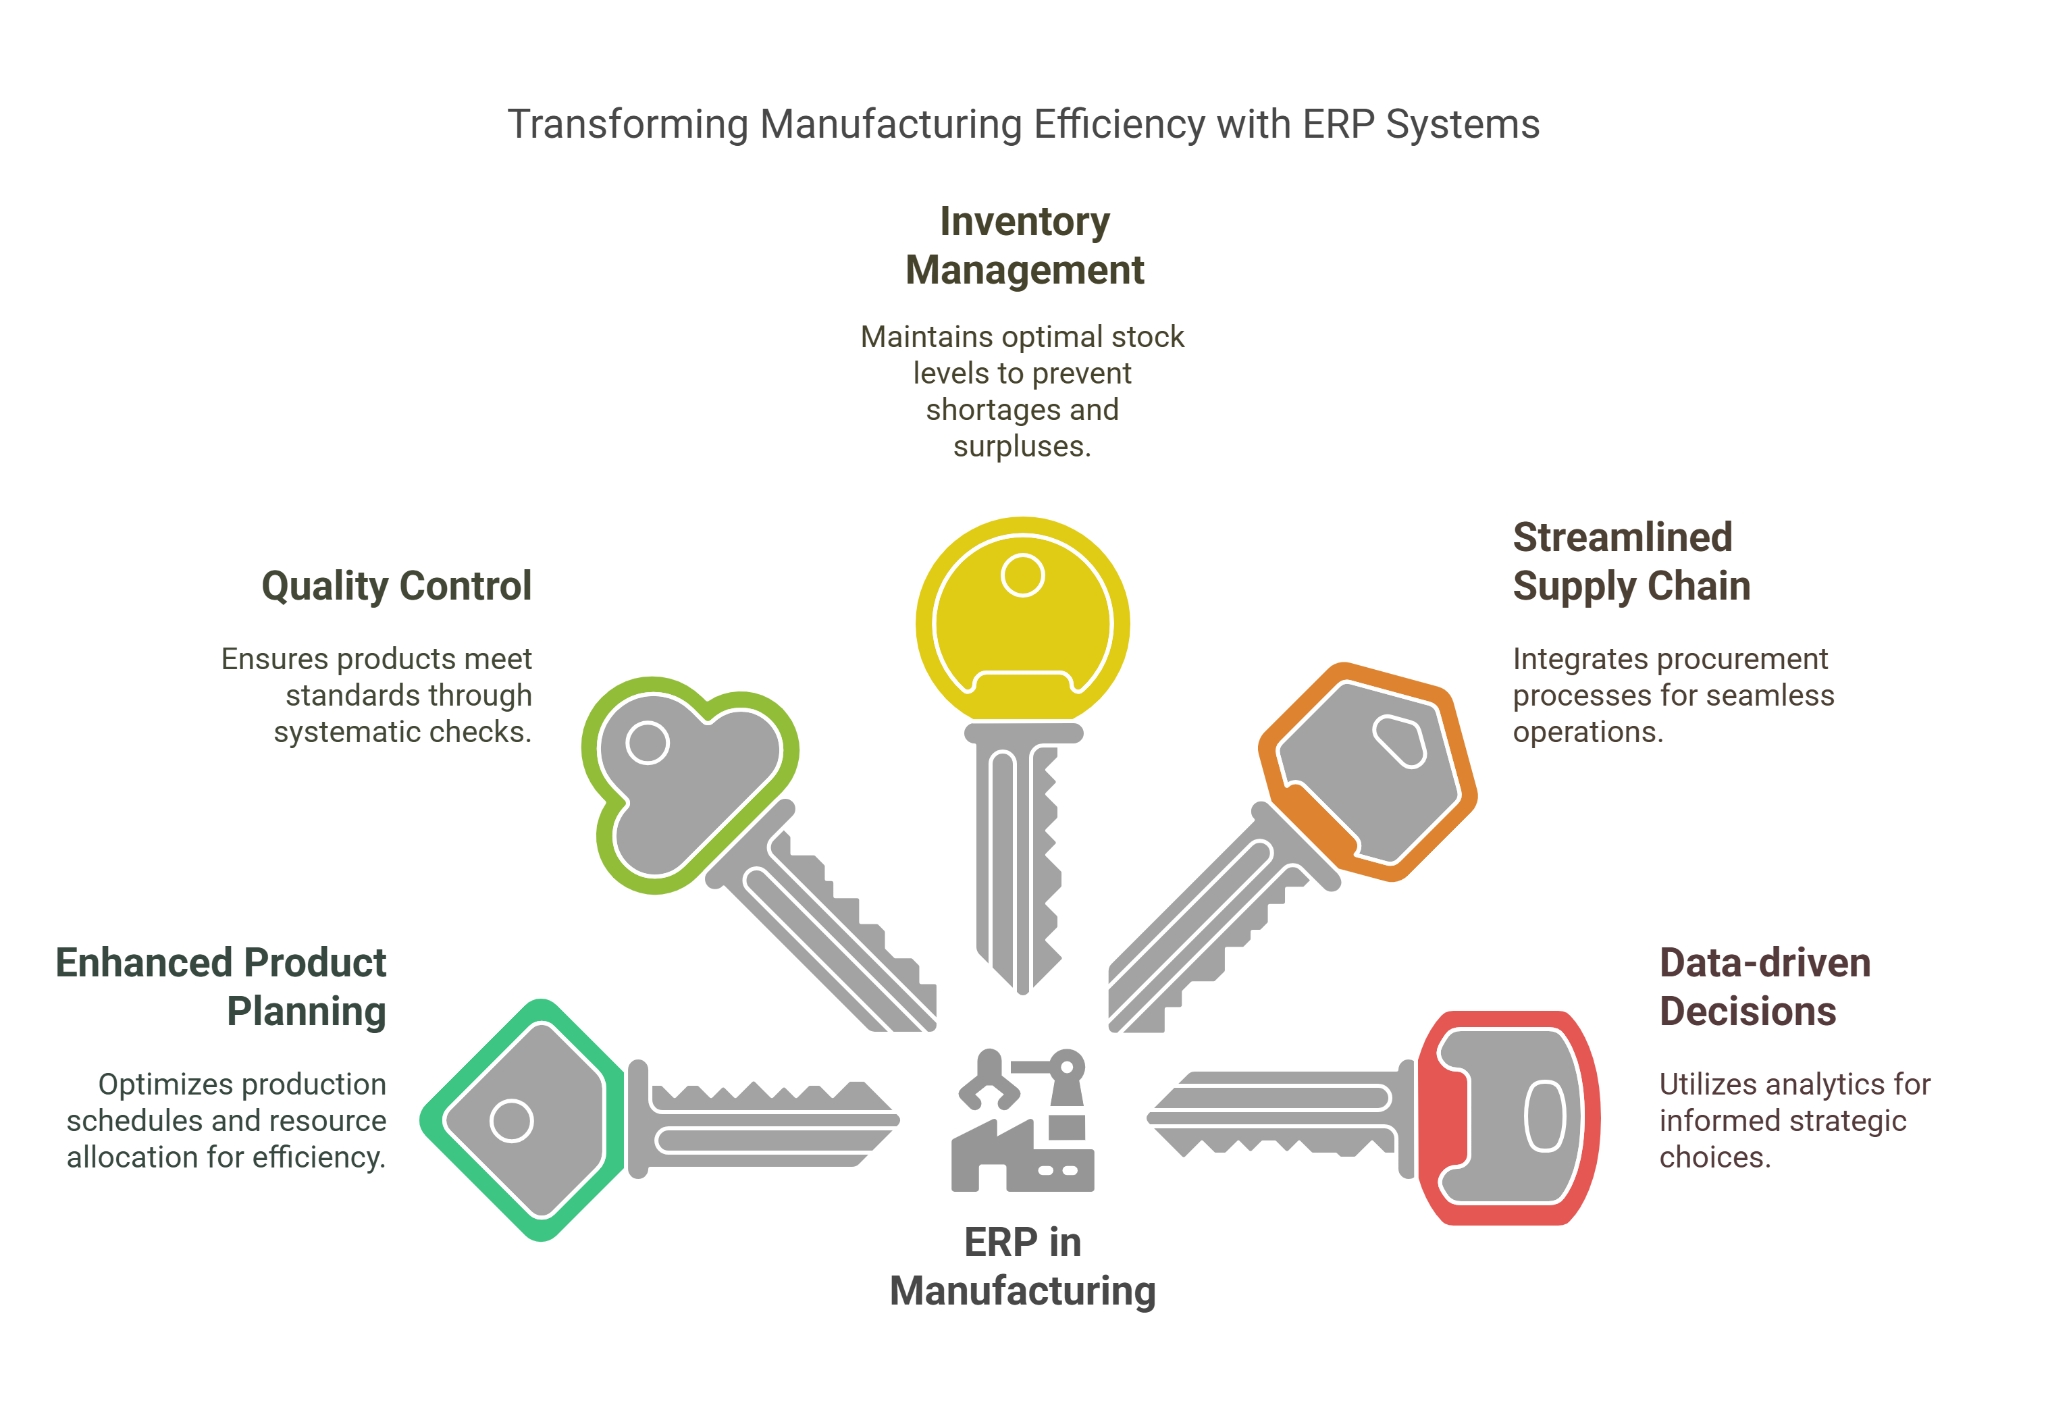 Transforming Manufacturing Efficiency with ERP Systems
Inventory
Management
Maintains optimal stock
levels to prevent
shortages and
surpluses.
Quality Control
Ensures products meet
standards through
systematic checks.
Streamlined
Supply Chain
Integrates procurement
processes for seamless
operations.
Enhanced Product
Planning
Optimizes production
schedules and resource
allocation for efficiency.
Data-driven
Decisions
Utilizes analytics for
informed strategic
choices.
ERP in
Manufacturing